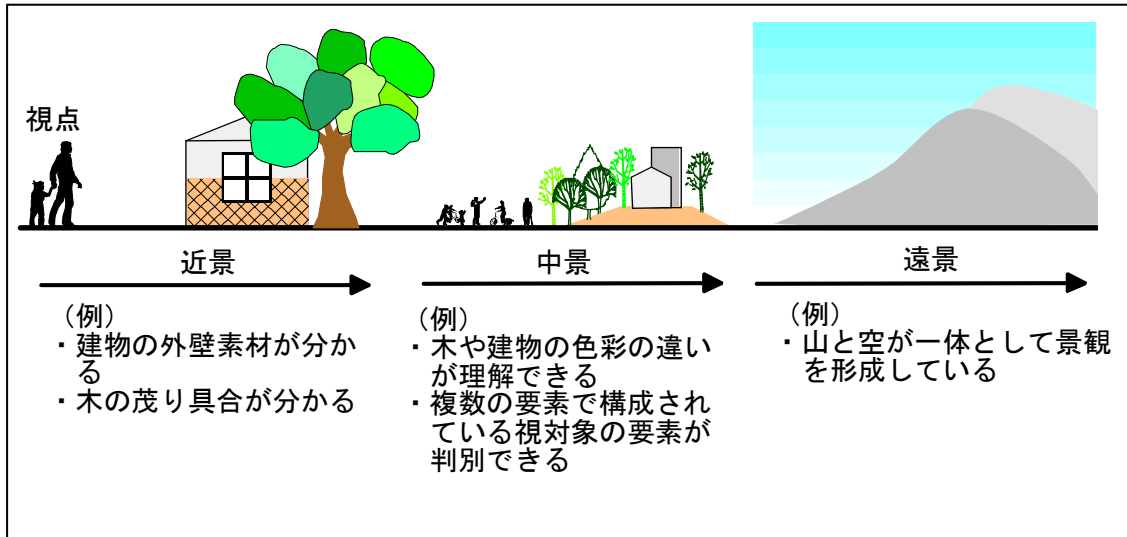 視点
近景
中景
遠景
（例）
・建物の外壁素材が分か
る
・木の茂り具合が分かる
（例）
・木や建物の色彩の違い
が理解できる
・複数の要素で構成され
ている視対象の要素が
判別できる
（例）
・山と空が一体として景観
を形成している